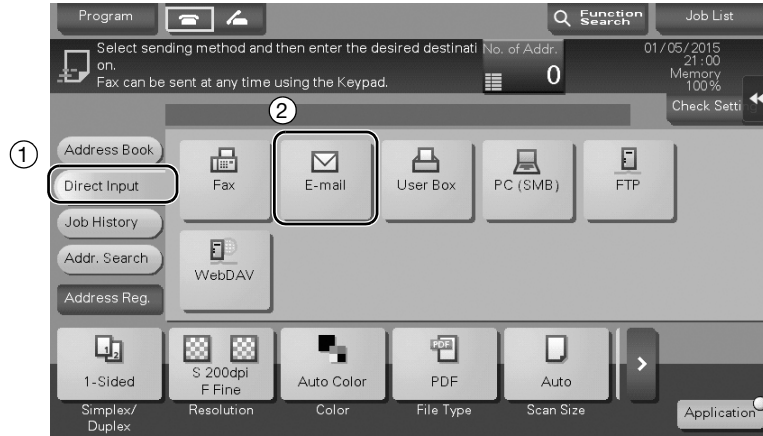 Program
Function
Search
Job List
Select sending method and then enter the desired destinati
on.
Fax can be sent at any time using the Keypad.
No. of Addr.
0
01/05/2015
21:00
Memory
100%
Check Setti
2
1
Address Book
Direct Input
Job History
Addr. Search
Address Reg.
Fax
E-mail
User Box
PC (SMB)
FTP
WebDAV
1 2
1-Sided
S 200dpi
F Fine
Auto Color
PDF
PDF
Auto
Simplex/
Duplex
Resolution
Color
File Type
Scan Size
Application